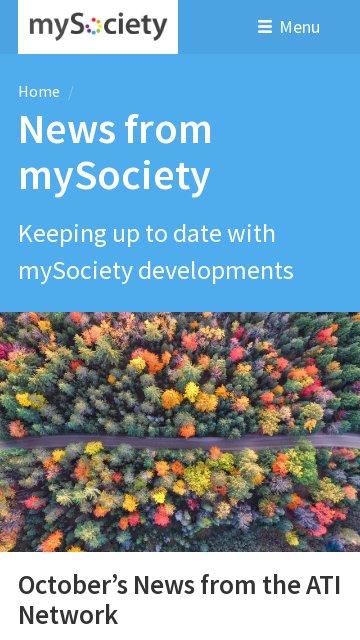 mySociety
Menu
Home /
News from
mySociety
Keeping up to date with
mySociety developments
October’s News from the ATI
Network